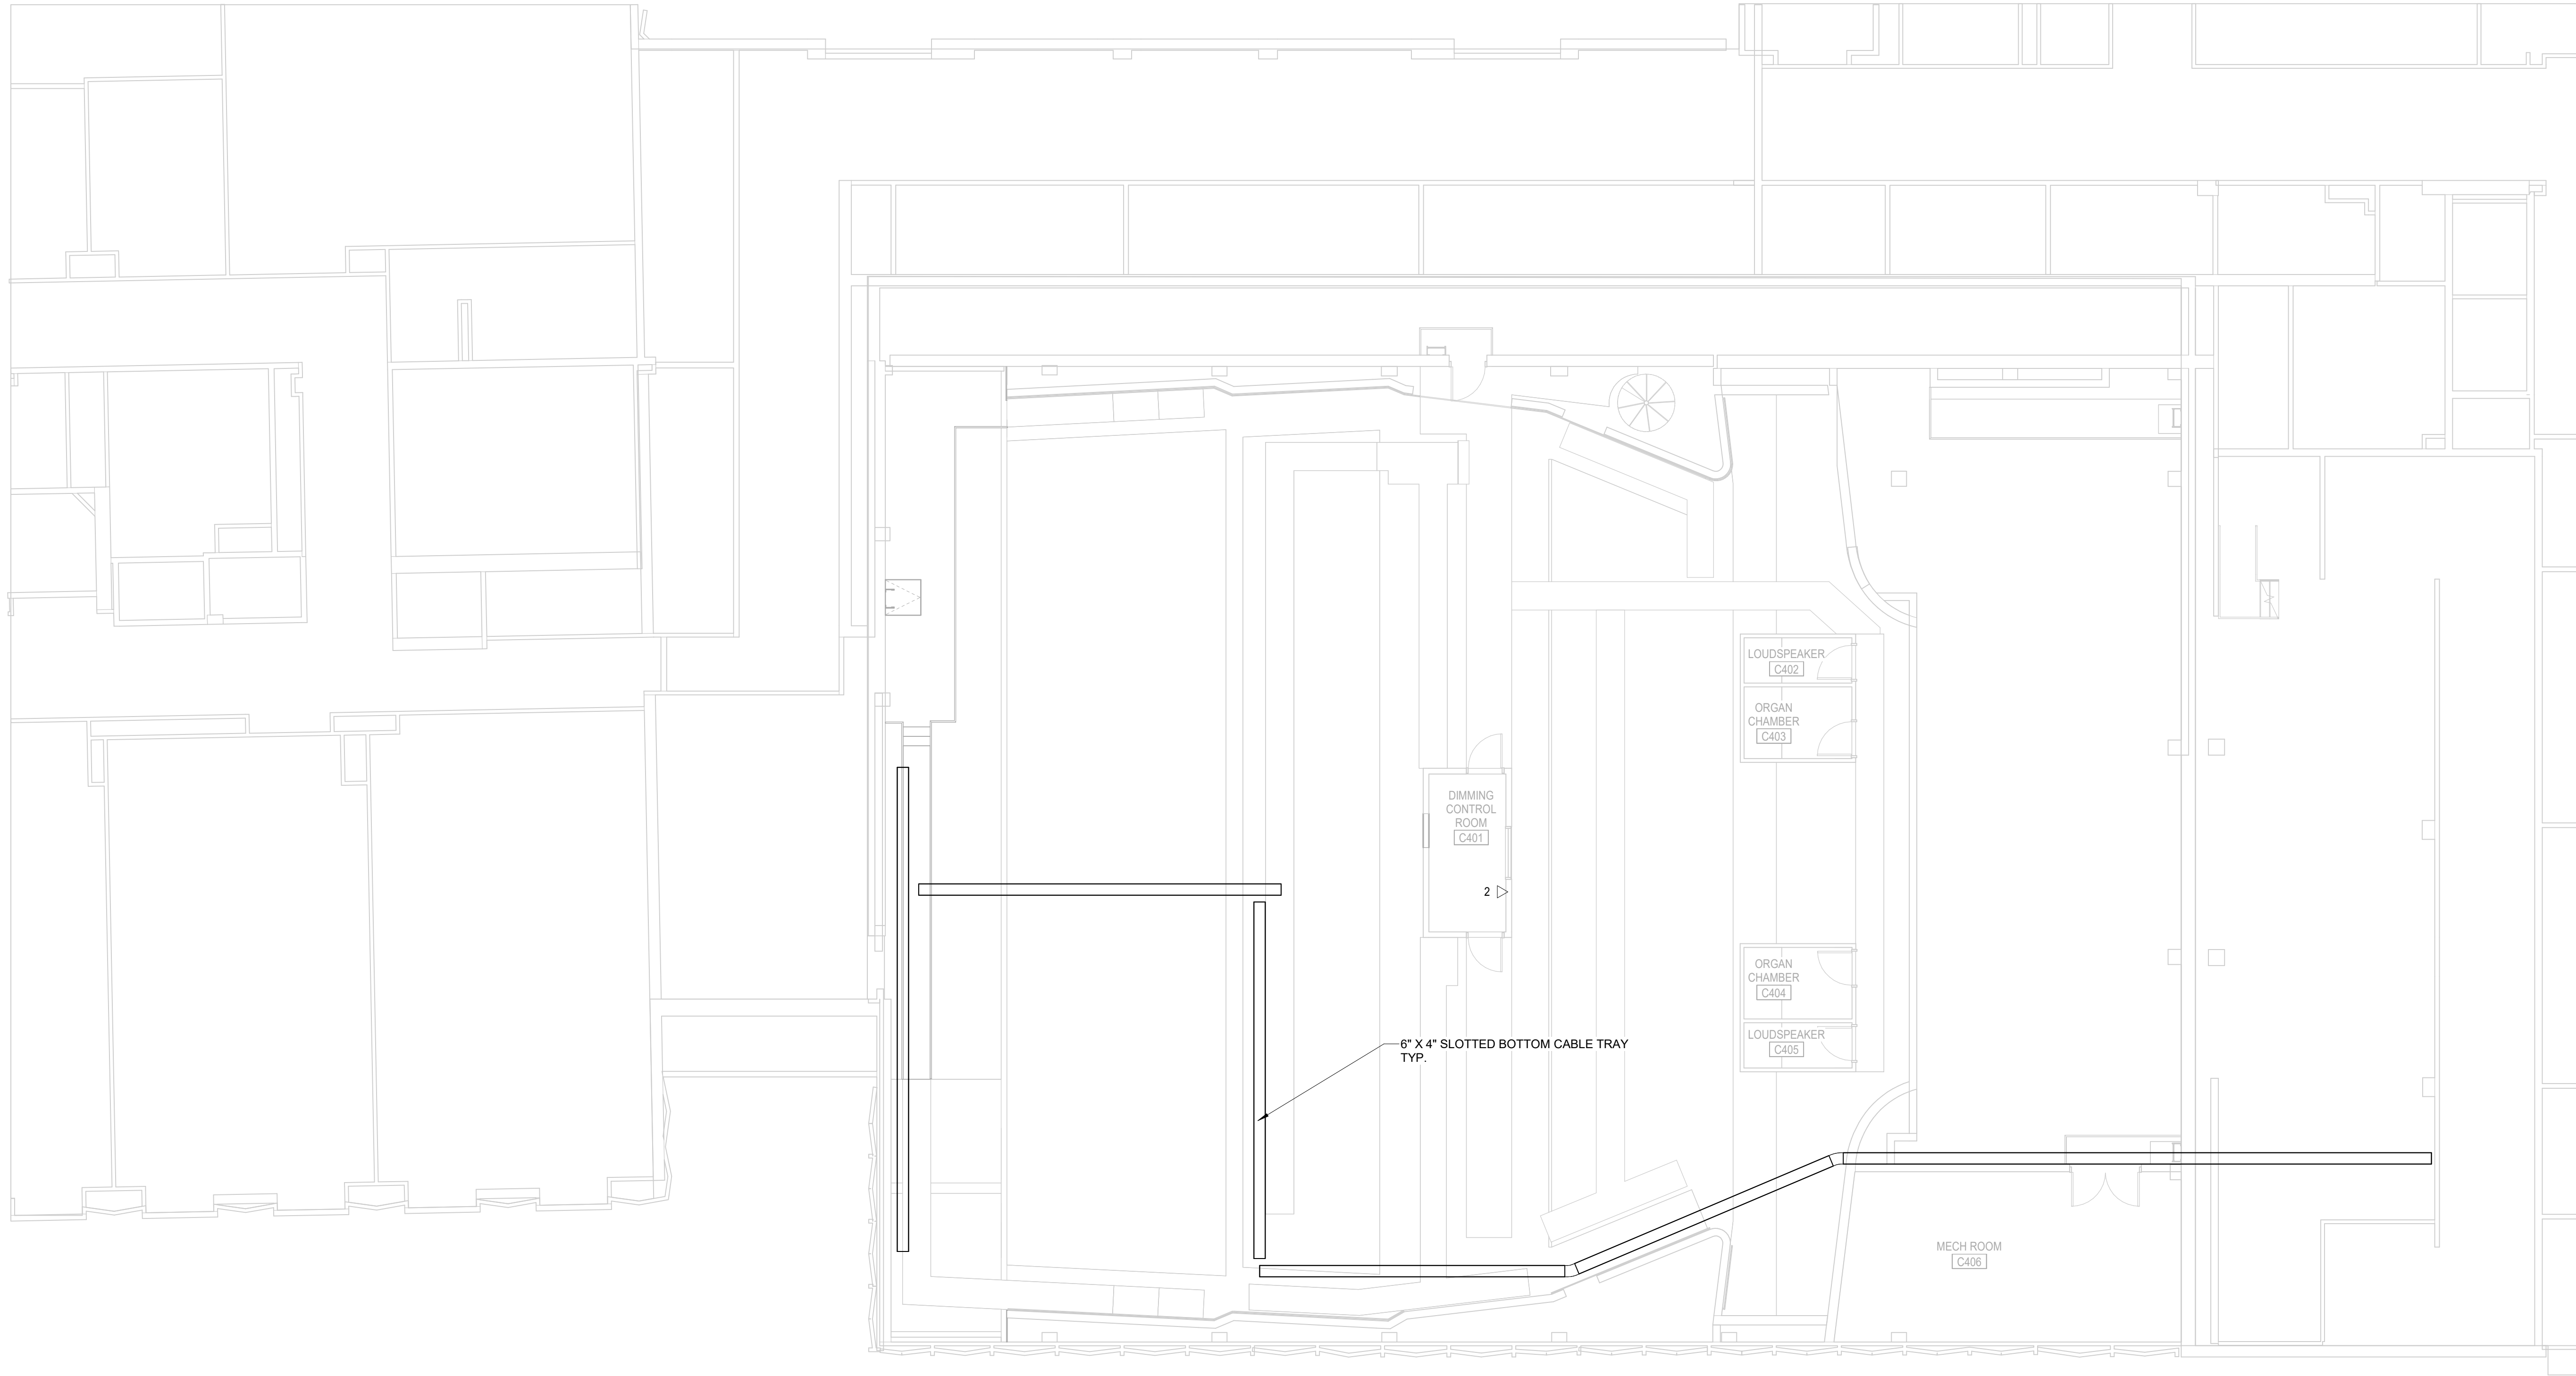 LOUDSPEAKER
C402
ORGAN
CHAMBER
C403
DIMMING
CONTROL
ROOM
C401
2
ORGAN
CHAMBER
C404
LOUDSPEAKER
C405
6" X 4" SLOTTED BOTTOM CABLE TRAY
TYP.
MECH ROOM
C406